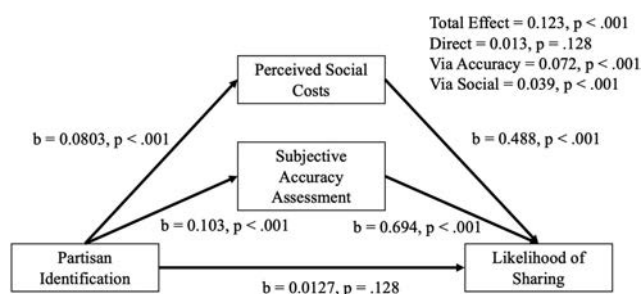 Total Effect = 0.123, p < .001
Direct = 0.013, p = .128
Via Accuracy = 0.072, p < .001
Via Social = 0.039, p < .001
Perceived Social
Costs
b = 0.0803, p < .001
b = 0.488, p < .001
Subjective
Accuracy
Assessment
b = 0.103, p < .001
b = 0.694, p < .001
Partisan
Identification
Likelihood of
Sharing
b = 0.0127, p = .128